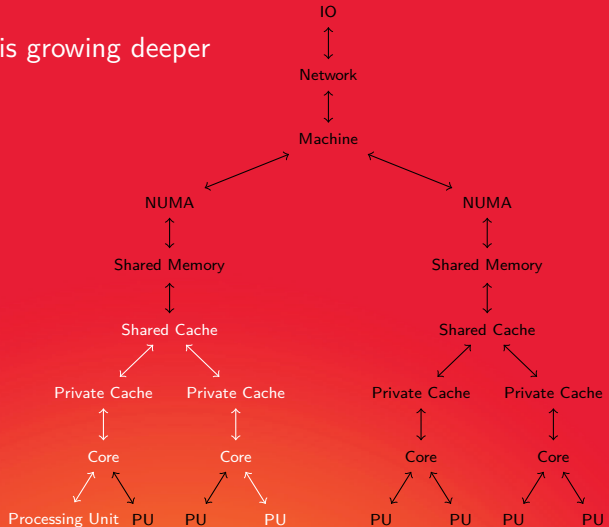 IO
is growing deeper
Network
Machine
NUMA NUMA
Shared Memory Shared Memory
Shared Cache Shared Cache
Private Cache Private Cache Private Cache Private Cache
Core Core Core Core
Processing Unit PU PU PU PU PU PU PU